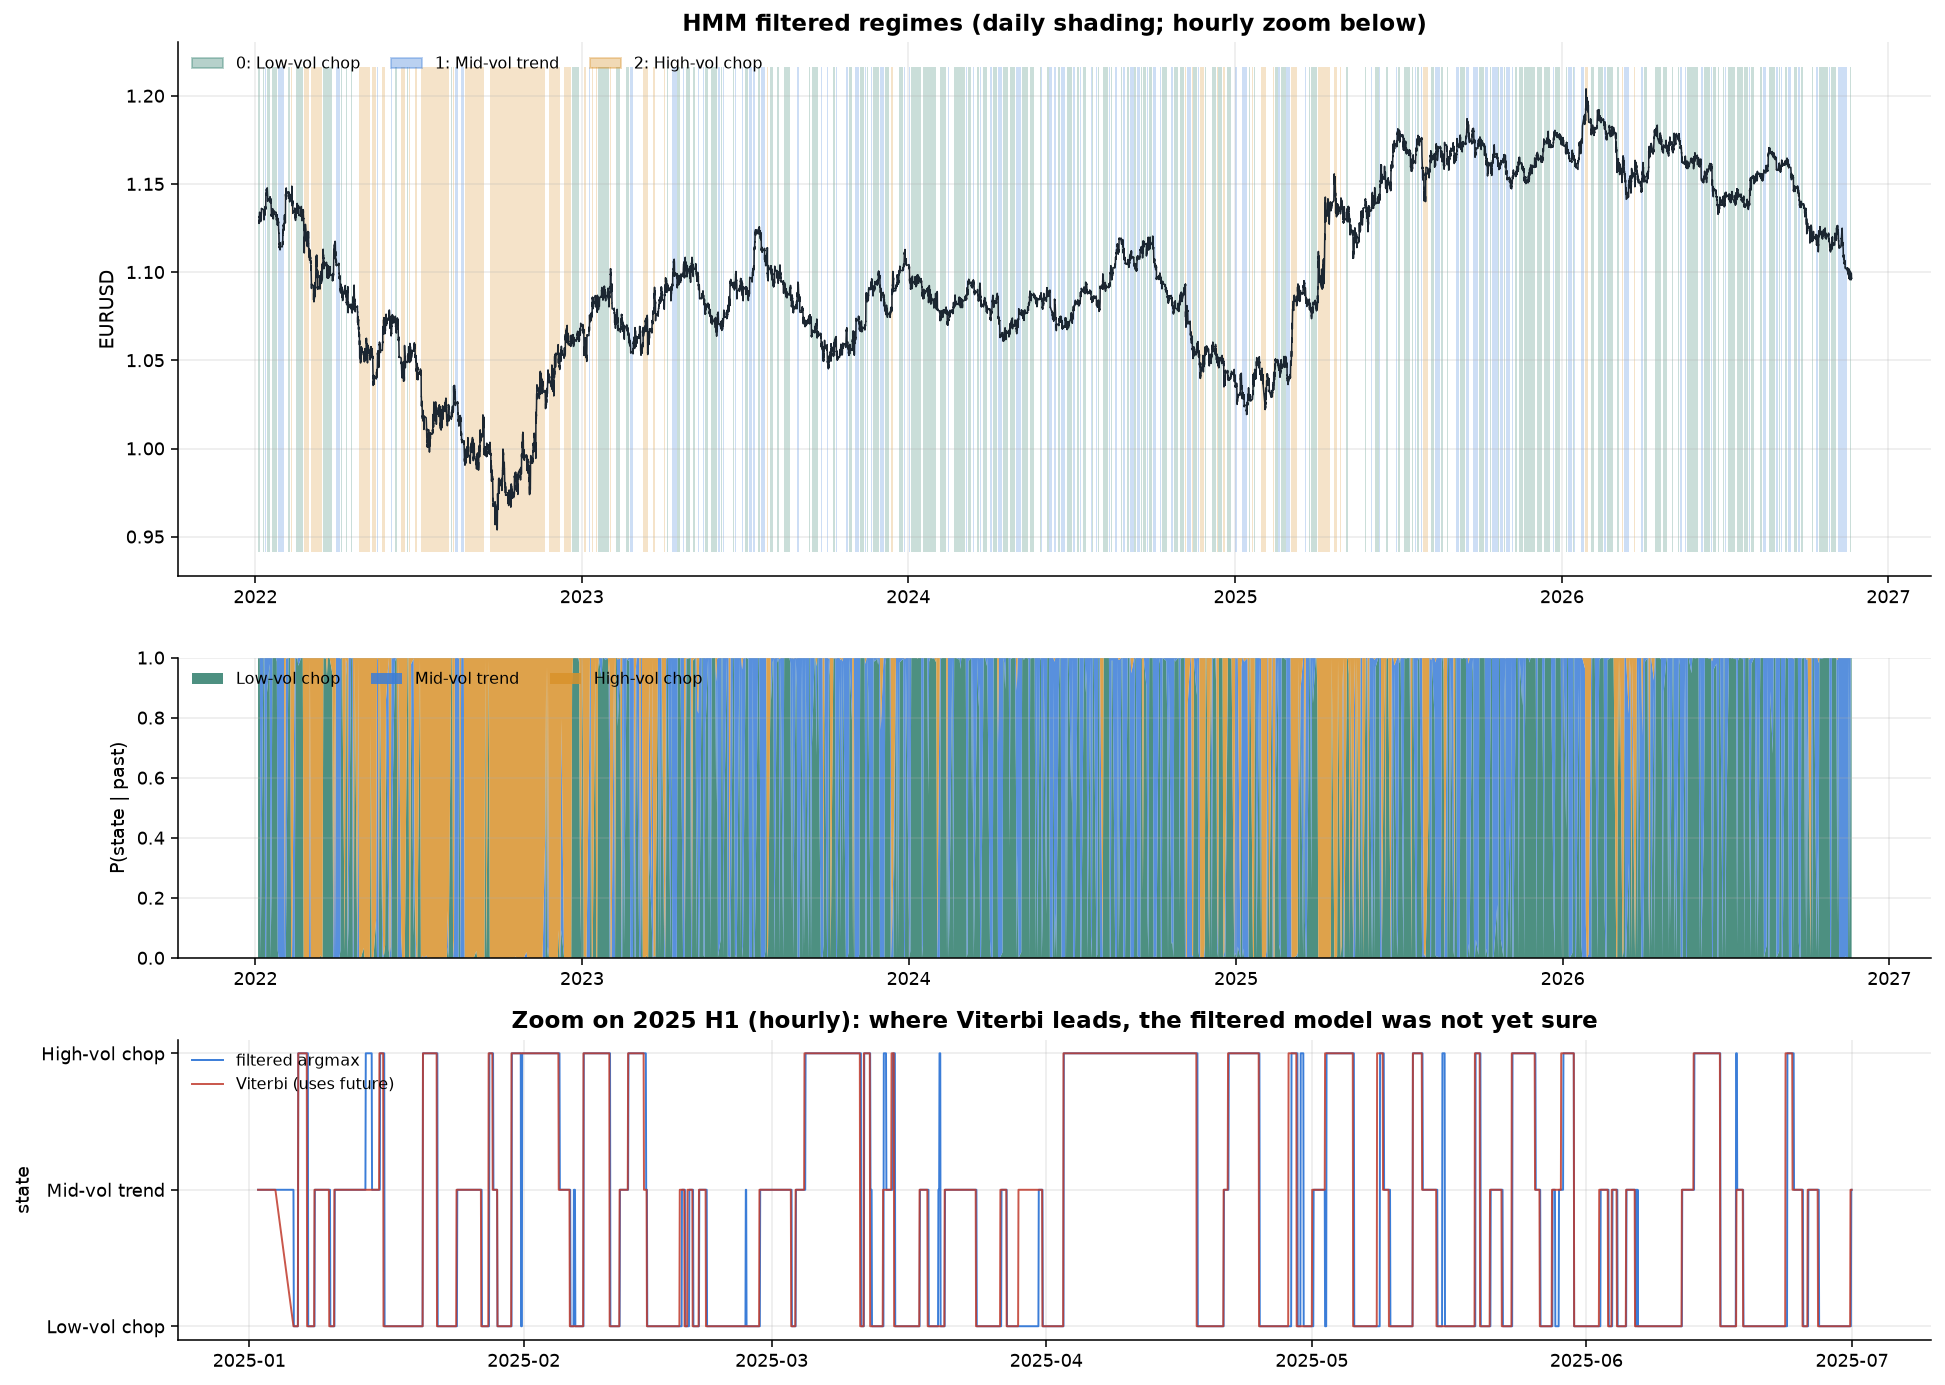 HMM filtered regimes (daily shading; hourly zoom below)
0: Low-vol chop 1: Mid-vol trend 2: High-vol chop
EURUSD
1.20
1.15
1.10
1.05
1.00
0.95
2022 2023 2024 2025 2026 2027
Low-vol chop Mid-vol trend High-vol chop
P(state | past)
1.0
0.8
0.6
0.4
0.2
0.0
2022 2023 2024 2025 2026 2027
Zoom on 2025 H1 (hourly): where Viterbi leads, the filtered model was not yet sure
filtered argmax
Viterbi (uses future)
state
High-vol chop
Mid-vol trend
Low-vol chop
2025-01 2025-02 2025-03 2025-04 2025-05 2025-06 2025-07